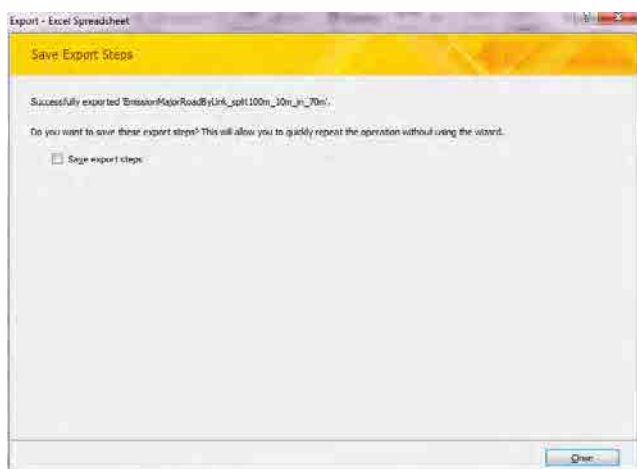 Export - Excel Spreadsheet
Save Export Steps
Successfully exported 'EmissionMajorRoadByLink_split100m_10m_in_70m'.
Do you want to save these export steps? This will allow you to quickly repeat the operation without using the wizard.
Save export steps
Close